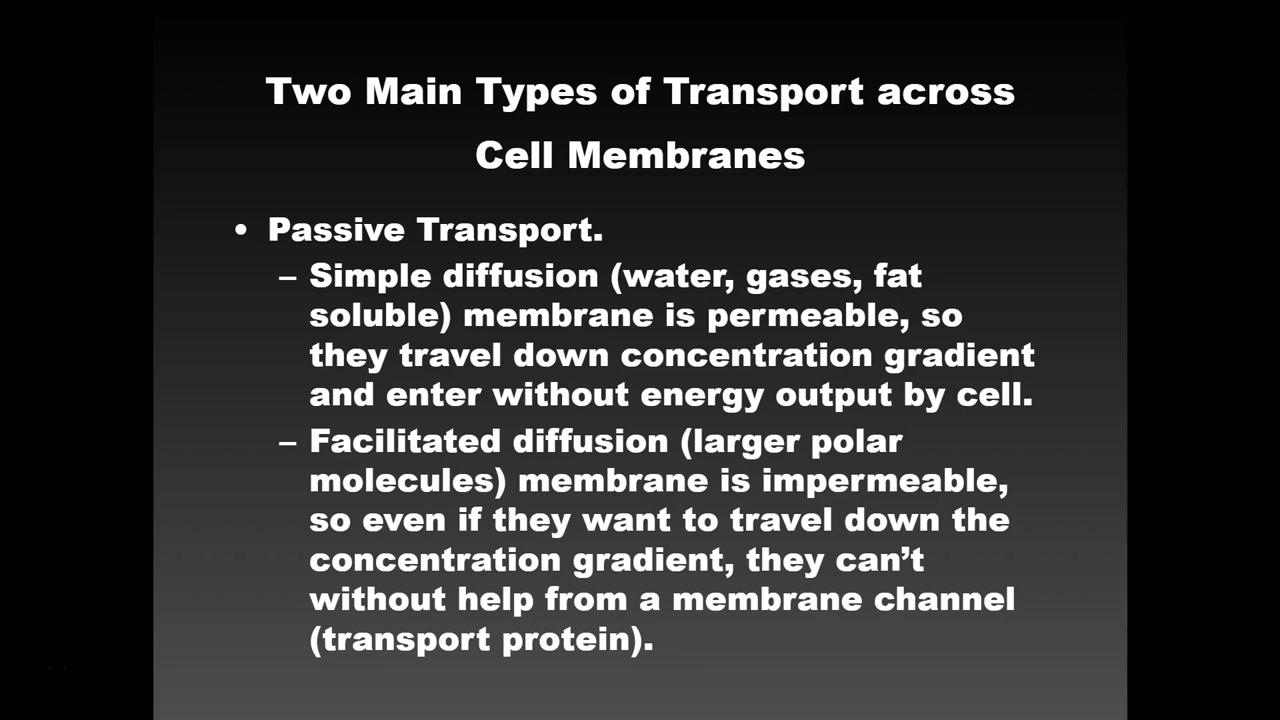 Two Main Types of Transport across
Cell Membranes
• Passive Transport.
– Simple diffusion (water, gases, fat
soluble) membrane is permeable, so
they travel down concentration gradient
and enter without energy output by cell.
– Facilitated diffusion (larger polar
molecules) membrane is impermeable,
so even if they want to travel down the
concentration gradient, they can’t
without help from a membrane channel
(transport protein).